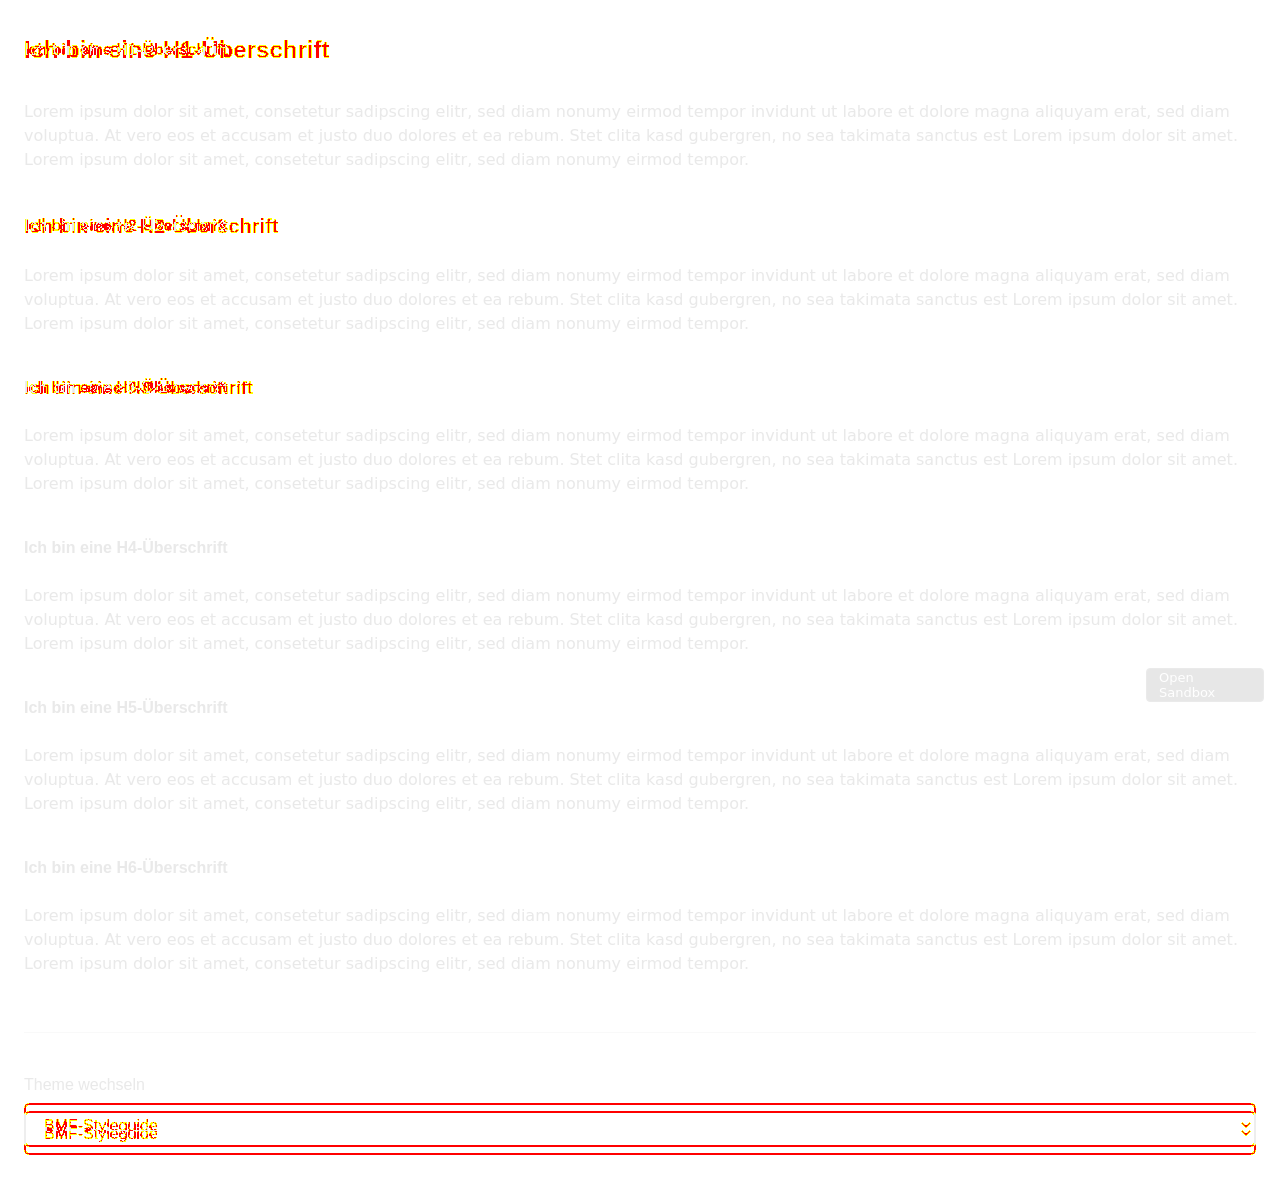 Ich bin eine H1-Überschrift
Lorem ipsum dolor sit amet, consetetur sadipscing elitr, sed diam nonumy eirmod tempor invidunt ut labore et dolore magna aliquyam erat, sed diam
voluptua. At vero eos et accusam et justo duo dolores et ea rebum. Stet clita kasd gubergren, no sea takimata sanctus est Lorem ipsum dolor sit amet.
Lorem ipsum dolor sit amet, consetetur sadipscing elitr, sed diam nonumy eirmod tempor.
Ich bin eine H2-Überschrift
Lorem ipsum dolor sit amet, consetetur sadipscing elitr, sed diam nonumy eirmod tempor invidunt ut labore et dolore magna aliquyam erat, sed diam
voluptua. At vero eos et accusam et justo duo dolores et ea rebum. Stet clita kasd gubergren, no sea takimata sanctus est Lorem ipsum dolor sit amet.
Lorem ipsum dolor sit amet, consetetur sadipscing elitr, sed diam nonumy eirmod tempor.
Ich bin eine H3-Überschrift
Lorem ipsum dolor sit amet, consetetur sadipscing elitr, sed diam nonumy eirmod tempor invidunt ut labore et dolore magna aliquyam erat, sed diam
voluptua. At vero eos et accusam et justo duo dolores et ea rebum. Stet clita kasd gubergren, no sea takimata sanctus est Lorem ipsum dolor sit amet.
Lorem ipsum dolor sit amet, consetetur sadipscing elitr, sed diam nonumy eirmod tempor.
Ich bin eine H4-Überschrift
Lorem ipsum dolor sit amet, consetetur sadipscing elitr, sed diam nonumy eirmod tempor invidunt ut labore et dolore magna aliquyam erat, sed diam
voluptua. At vero eos et accusam et justo duo dolores et ea rebum. Stet clita kasd gubergren, no sea takimata sanctus est Lorem ipsum dolor sit amet.
Lorem ipsum dolor sit amet, consetetur sadipscing elitr, sed diam nonumy eirmod tempor.
Open
Sandbox
Ich bin eine H5-Überschrift
Lorem ipsum dolor sit amet, consetetur sadipscing elitr, sed diam nonumy eirmod tempor invidunt ut labore et dolore magna aliquyam erat, sed diam
voluptua. At vero eos et accusam et justo duo dolores et ea rebum. Stet clita kasd gubergren, no sea takimata sanctus est Lorem ipsum dolor sit amet.
Lorem ipsum dolor sit amet, consetetur sadipscing elitr, sed diam nonumy eirmod tempor.
Ich bin eine H6-Überschrift
Lorem ipsum dolor sit amet, consetetur sadipscing elitr, sed diam nonumy eirmod tempor invidunt ut labore et dolore magna aliquyam erat, sed diam
voluptua. At vero eos et accusam et justo duo dolores et ea rebum. Stet clita kasd gubergren, no sea takimata sanctus est Lorem ipsum dolor sit amet.
Lorem ipsum dolor sit amet, consetetur sadipscing elitr, sed diam nonumy eirmod tempor.
Theme wechseln
BMF-Styleguide
BMF-Styleguide